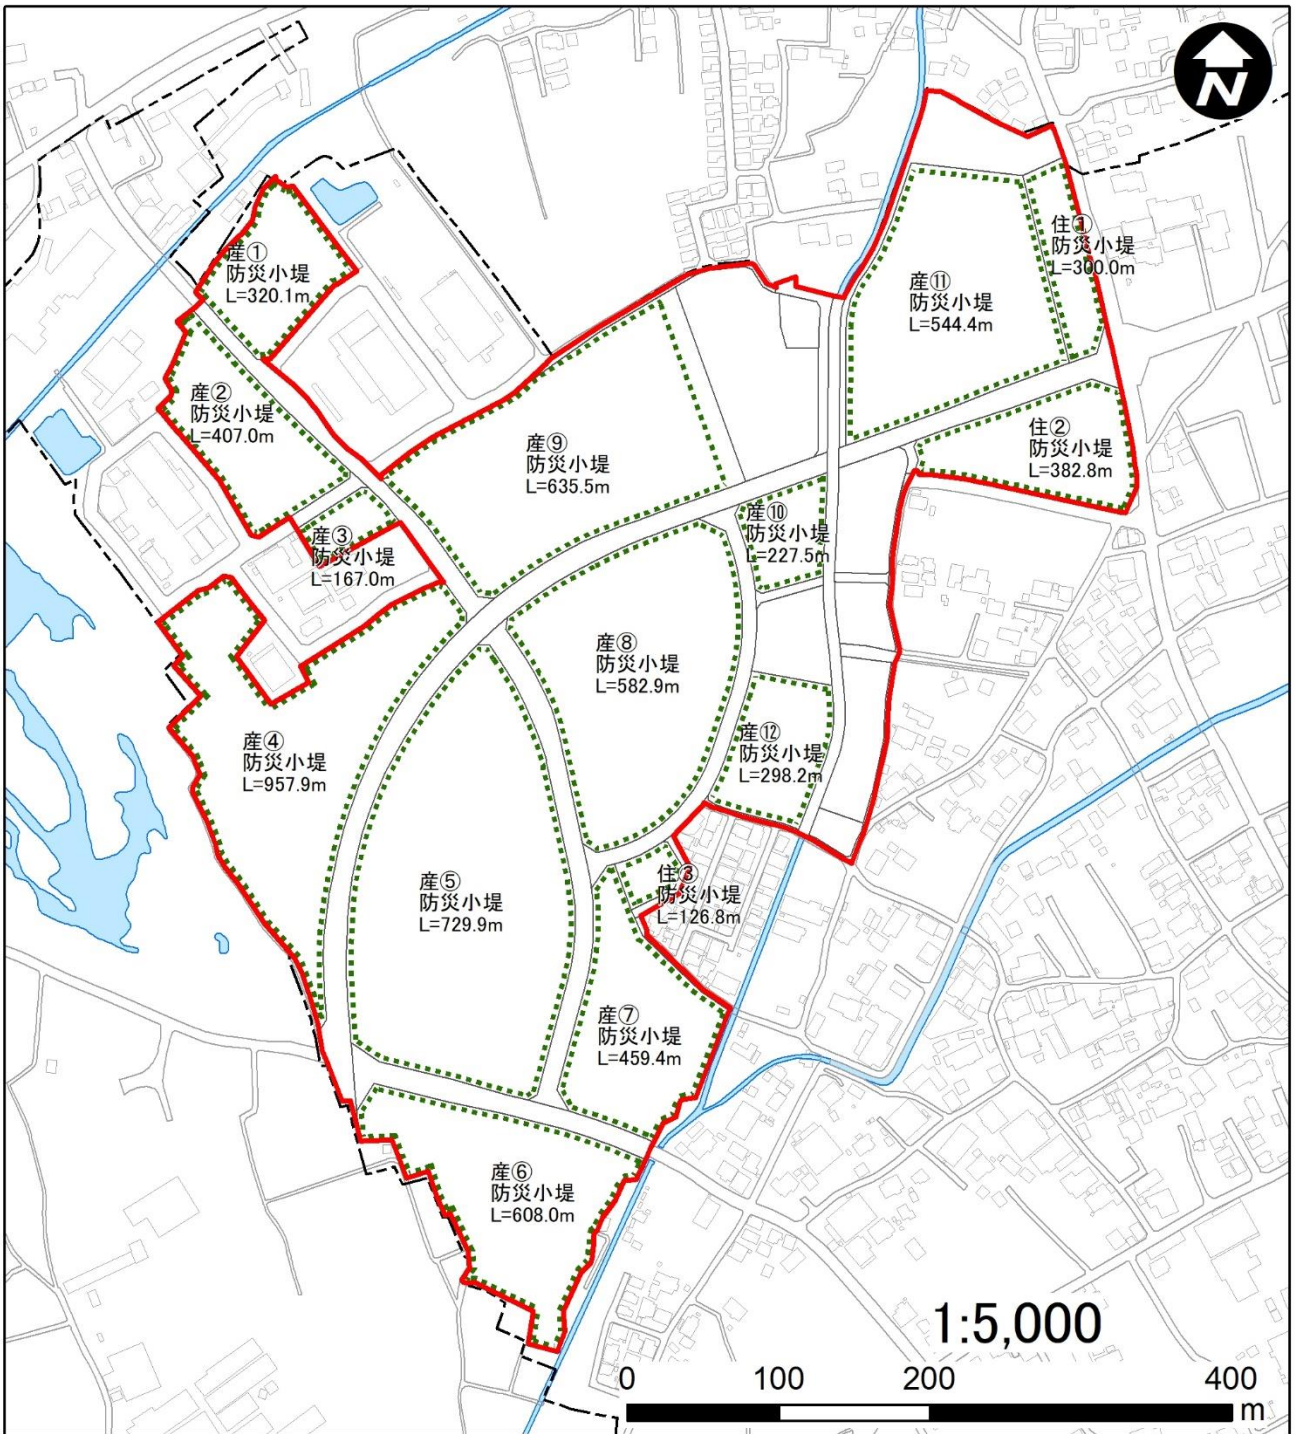 N
産①
防災小堤
L=320.1m
住①
防災小堤
L=300.0m
産⑪
防災小堤
L=544.4m
産②
防災小堤
L=407.0m
産⑨
防災小堤
L=635.5m
住②
防災小堤
L=382.8m
産③
防災小堤
L=167.0m
産⑩
防災小堤
L=227.5m
産⑧
防災小堤
L=582.9m
産④
防災小堤
L=957.9m
産⑫
防災小堤
L=298.2m
産⑤
防災小堤
L=729.9m
住③
防災小堤
L=126.8m
産⑦
防災小堤
L=459.4m
産⑥
防災小堤
L=608.0m
1:5,000
0 100 200 400
m